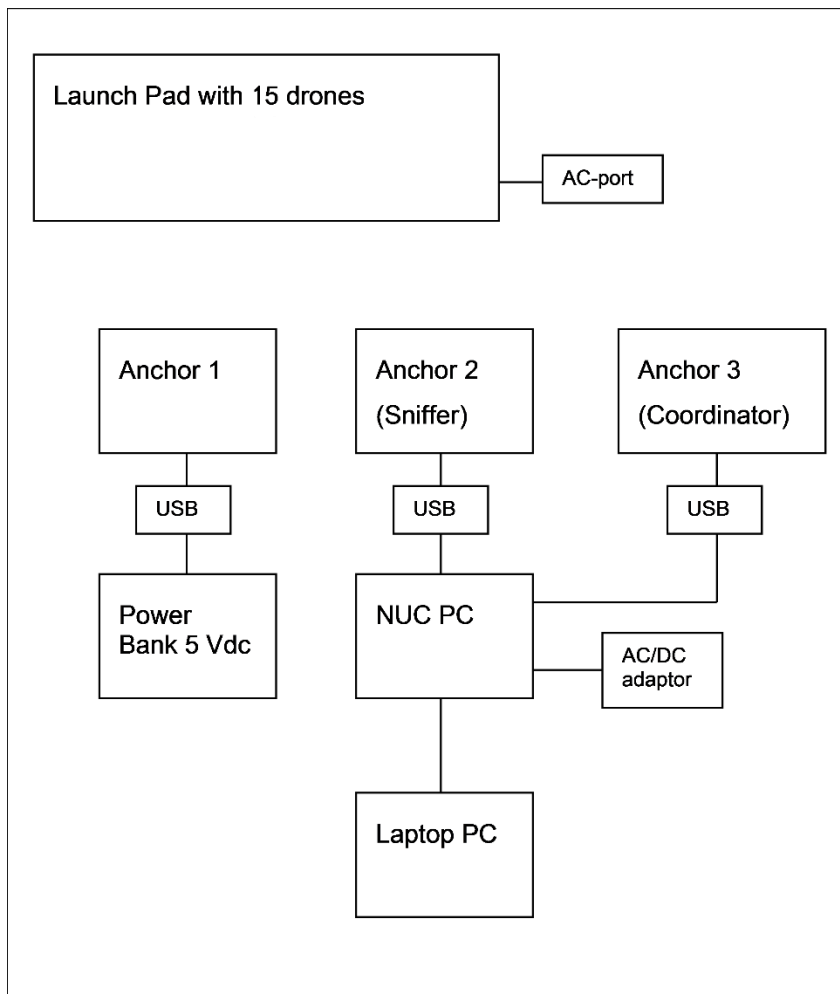 Launch Pad with 15 drones
AC-port
Anchor 1
Anchor 2
(Sniffer)
Anchor 3
(Coordinator)
USB
USB
USB
Power
Bank 5 Vdc
NUC PC
AC/DC
adaptor
Laptop PC